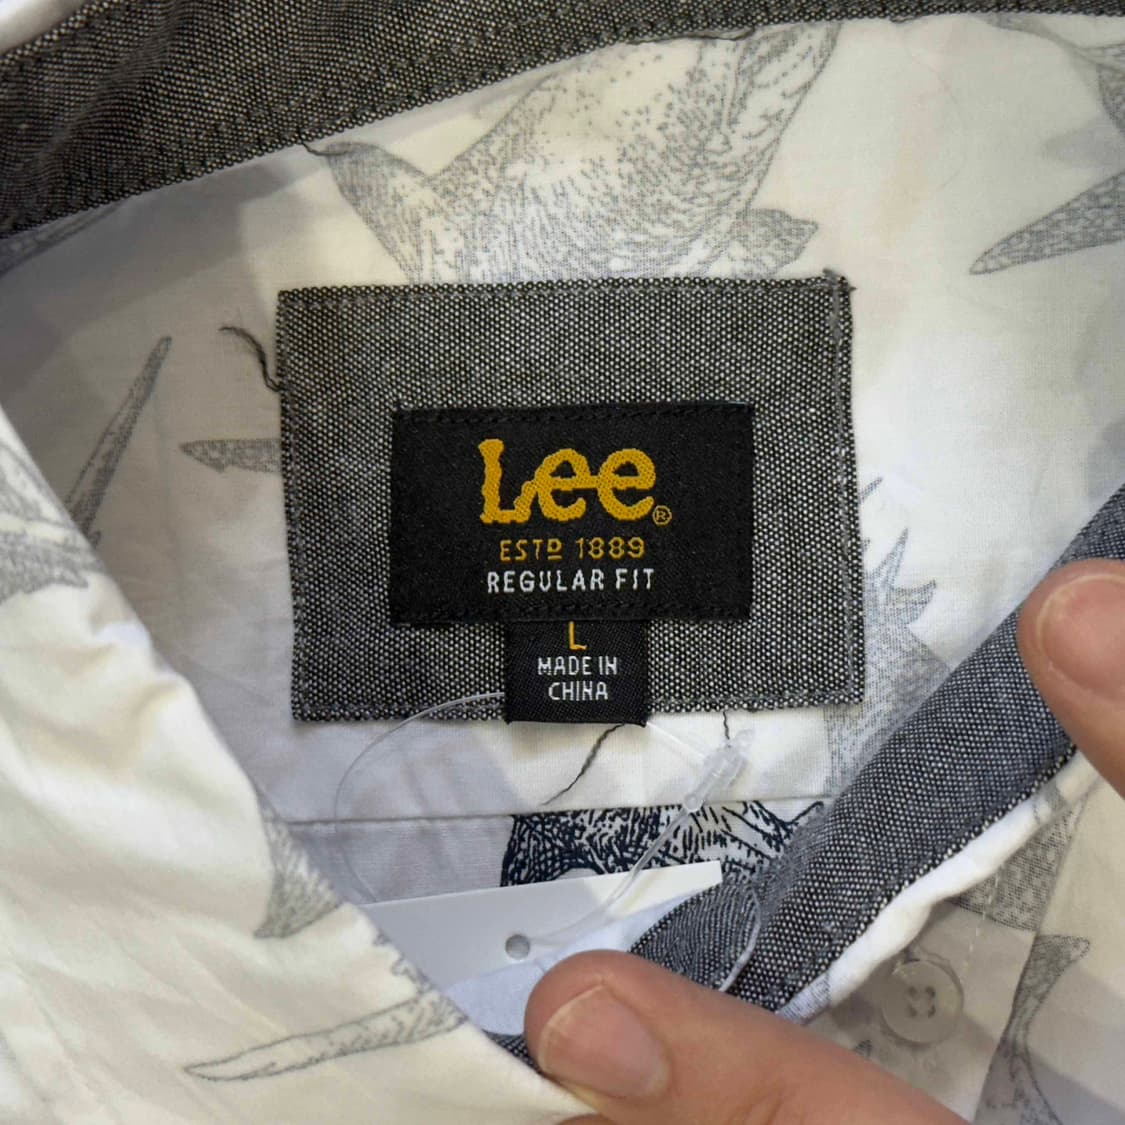 Lee®
ESTD 1889
REGULAR FIT
L
MADE IN
CHINA